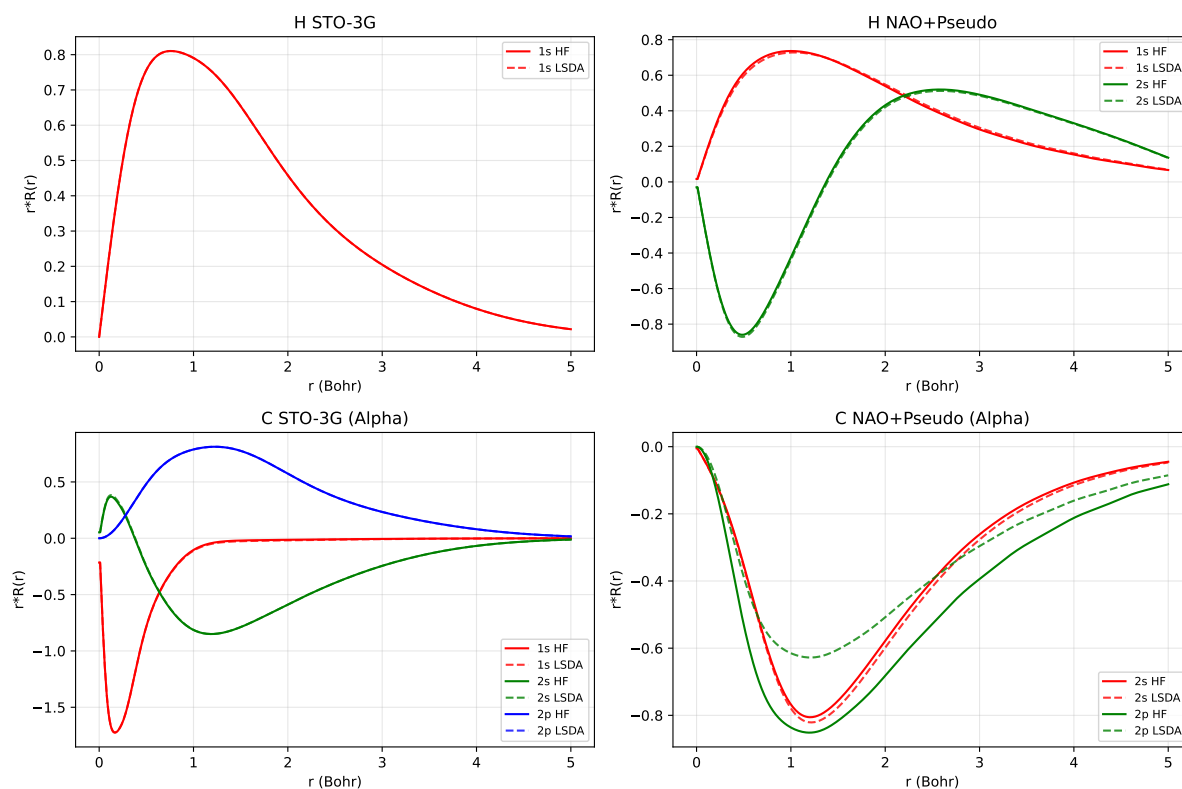 H STO-3G
r*R(r)
0.8
0.7
0.6
0.5
0.4
0.3
0.2
0.1
0.0
1s HF
1s LSDA
0 1 2 3 4 5
r (Bohr)
H NAO+Pseudo
r*R(r)
0.8
0.6
0.4
0.2
0.0
−0.2
−0.4
−0.6
−0.8
1s HF
1s LSDA
2s HF
2s LSDA
0 1 2 3 4 5
r (Bohr)
C STO-3G (Alpha)
r*R(r)
0.5
0.0
−0.5
−1.0
−1.5
1s HF
1s LSDA
2s HF
2s LSDA
2p HF
2p LSDA
0 1 2 3 4 5
r (Bohr)
C NAO+Pseudo (Alpha)
r*R(r)
0.0
−0.2
−0.4
−0.6
−0.8
2s HF
2s LSDA
2p HF
2p LSDA
0 1 2 3 4 5
r (Bohr)